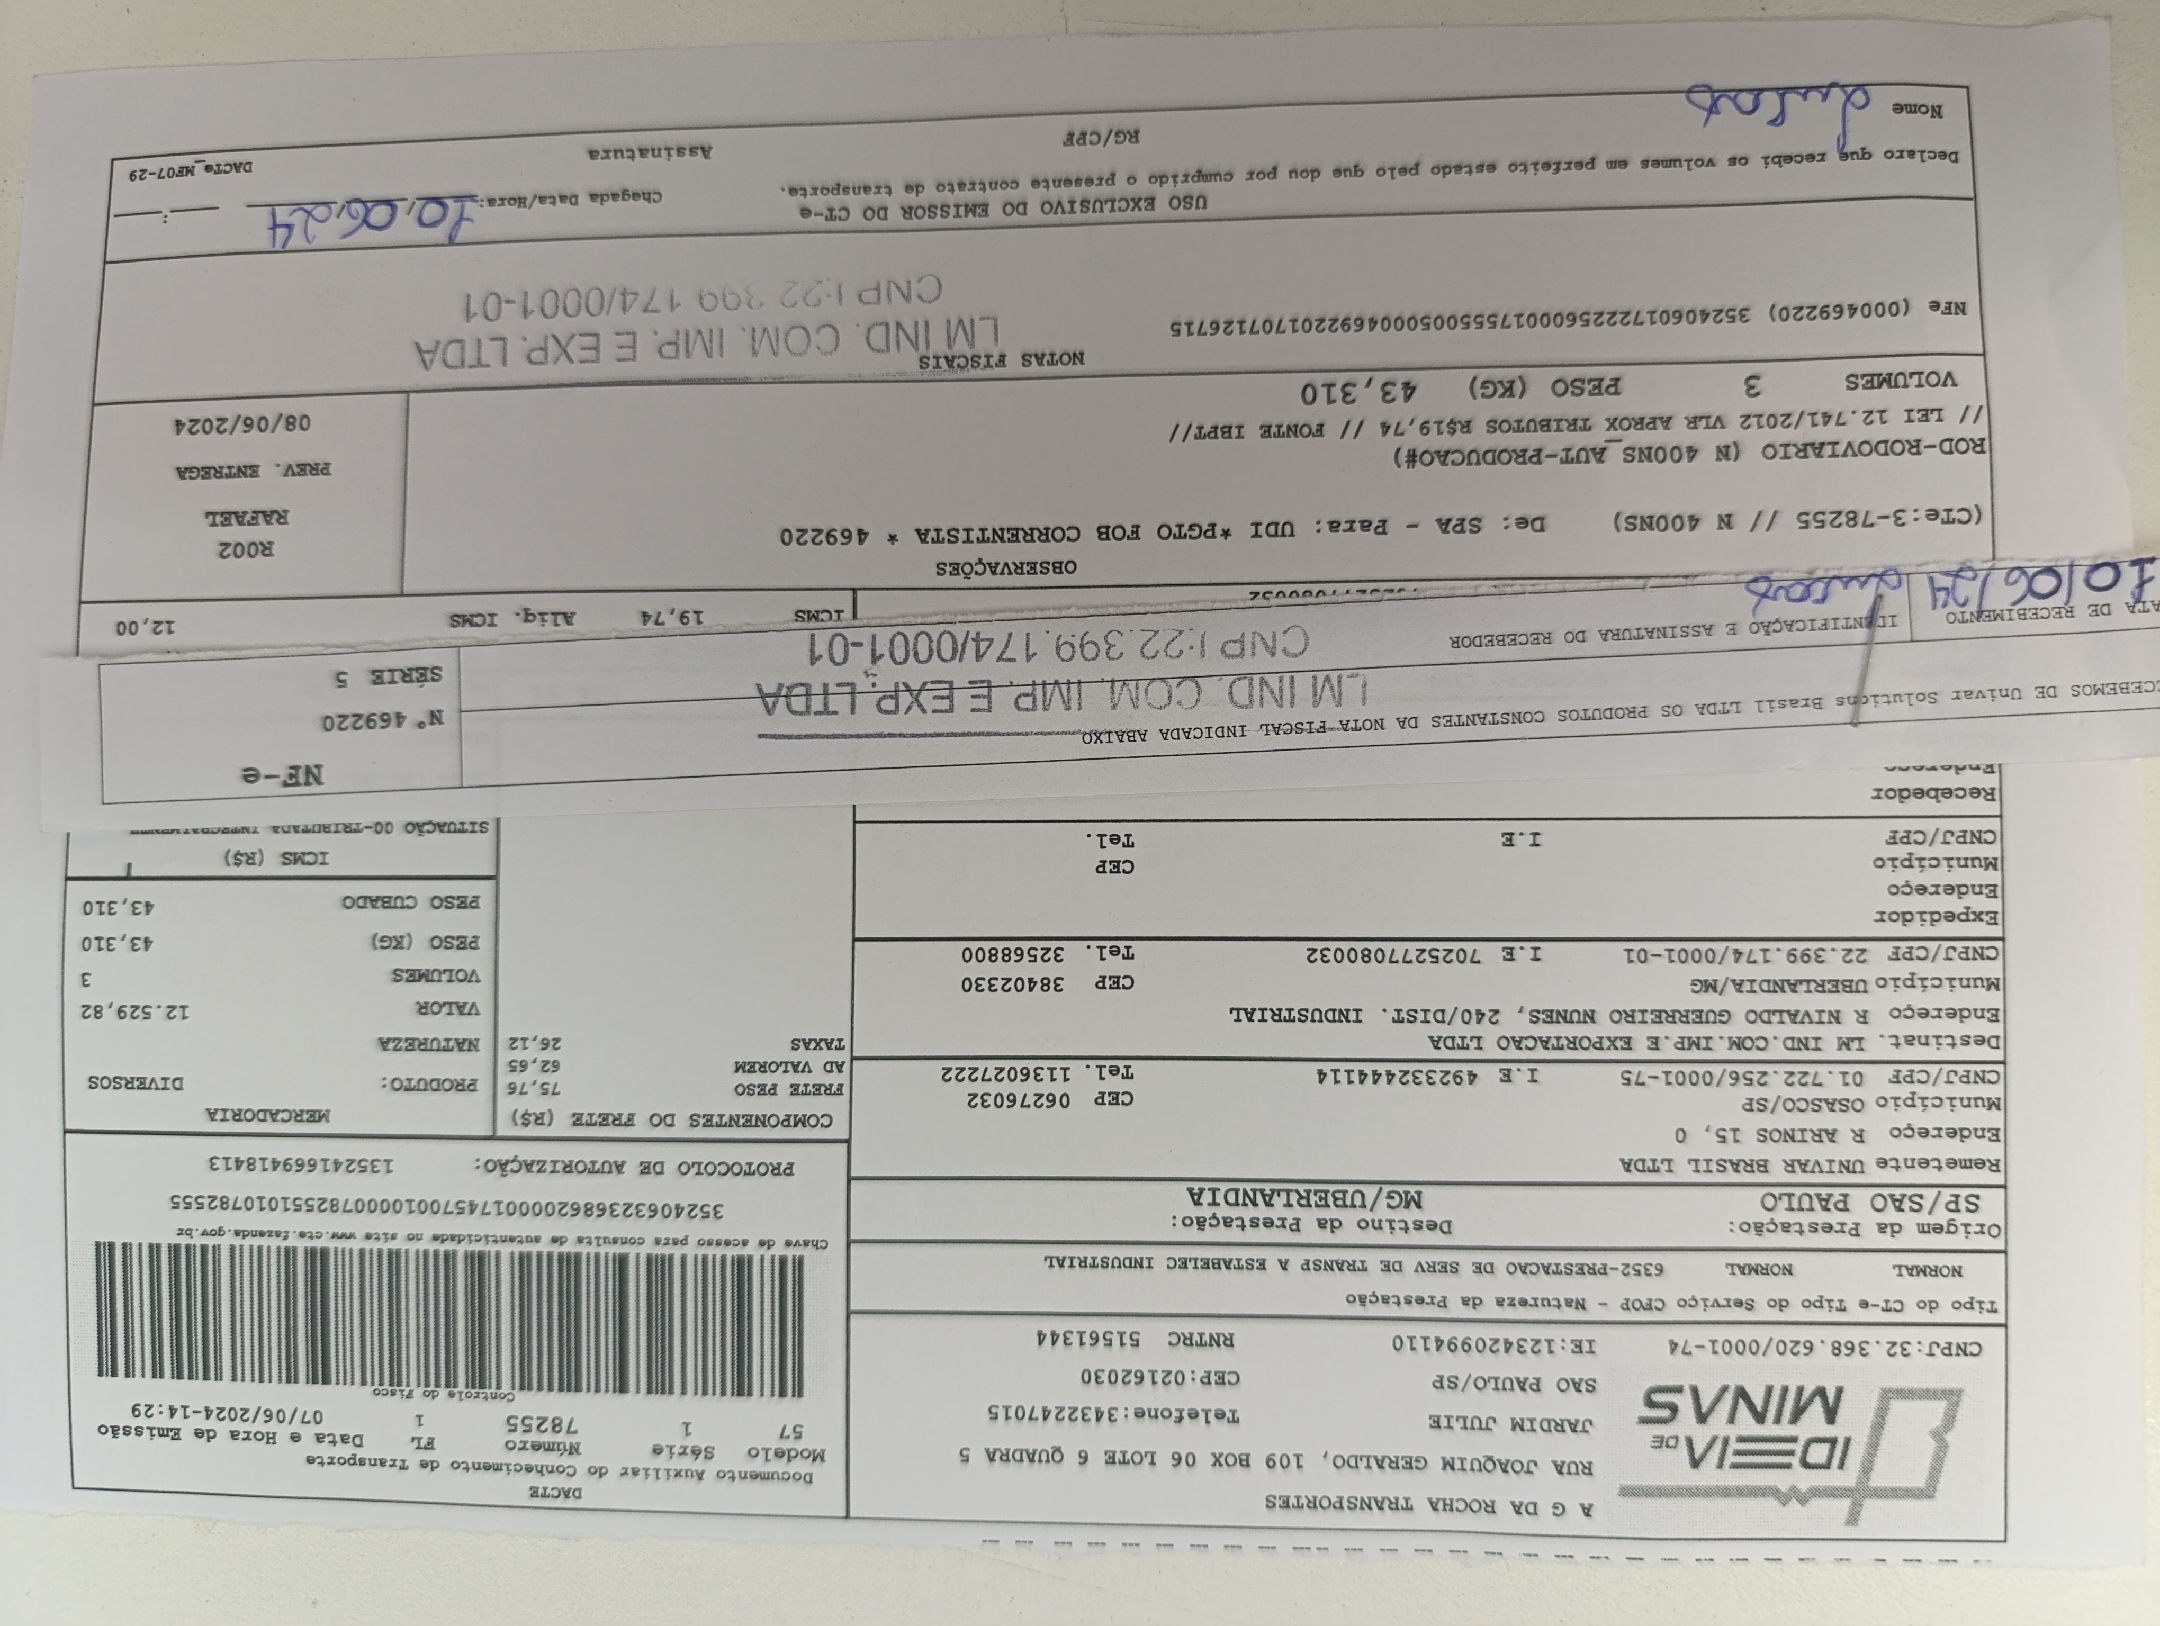 IDEIA DE
MINAS
A G DA ROCHA TRANSPORTES
RUA JOAQUIM GERALDO, 109 BOX 06 LOTE 6 QUADRA 5
JARDIM JULIE Telefone:3432247015
SAO PAULO/SP CEP:02162030
CNPJ:32.368.620/0001-74 IE:123420994110 RNTRC 51561344
DACTE
Documento Auxiliar do Conhecimento de Transporte
Modelo Série Número FL Data e Hora de Emissão
57 1 78255 1 07/06/2024-14:29
Controle do Fisco
Chave de acesso para consulta de autenticidade no site www.cte.fazenda.gov.br
35240632368620000174570010000782551010782555
PROTOCOLO DE AUTORIZAÇÃO: 135241669418413
Tipo do CT-e Tipo do Serviço CFOP - Natureza da Prestação
NORMAL NORMAL 6352-PRESTACAO DE SERV DE TRANSP A ESTABELEC INDUSTRIAL
Origem da Prestação: Destino da Prestação:
SP/SAO PAULO MG/UBERLANDIA
Remetente UNIVAR BRASIL LTDA
Endereço R ARINOS 15, 0
Município OSASCO/SP CEP 06276032
CNPJ/CPF 01.722.256/0001-75 I.E 492332444114 Tel. 1136027222
Destinat. LM IND.COM.IMP.E EXPORTACAO LTDA
Endereço R NIVALDO GUERREIRO NUNES, 240/DIST. INDUSTRIAL
Município UBERLANDIA/MG CEP 38402330
CNPJ/CPF 22.399.174/0001-01 I.E 7025277080032 Tel. 32568800
Expedidor
Endereço
Município CEP
CNPJ/CPF I.E Tel.
Recebedor
Endereço
COMPONENTES DO FRETE (R$)
FRETE PESO 75,76
AD VALOREM 62,65
TAXAS 26,12
MERCADORIA
PRODUTO: DIVERSOS
NATUREZA
VALOR 12.529,82
VOLUMES 3
PESO (KG) 43,310
PESO CUBADO 43,310
ICMS (R$)
SITUAÇÃO 00-TRIBUTADA INTEGRALMENTE
RECEBEMOS DE Univar Solutions Brasil LTDA OS PRODUTOS CONSTANTES DA NOTA FISCAL INDICADA ABAIXO
NF-e
Nº 469220
SÉRIE 5
LM IND. COM. IMP. E EXP. LTDA
CNPJ:22.399.174/0001-01
DATA DE RECEBIMENTO IDENTIFICAÇÃO E ASSINATURA DO RECEBEDOR
10/06/24 Lucas
ICMS 19,74 Aliq. ICMS 12,00
OBSERVAÇÕES
(CTe:3-78255 // N 400NS) De: SPA - Para: UDI *PGTO FOB CORRENTISTA * 469220
ROD-RODOVIARIO (N 400NS_AUT-PRODUCAO#)
// LEI 12.741/2012 VLR APROX TRIBUTOS R$19,74 // FONTE IBPT//
VOLUMES 3 PESO (KG) 43,310
R002
RAFAEL
PREV. ENTREGA
08/06/2024
NOTAS FISCAIS
NFe (000469220) 35240601722256000175550050004692201707126715
LM IND. COM. IMP. E EXP. LTDA
CNPJ:22.399.174/0001-01
USO EXCLUSIVO DO EMISSOR DO CT-e
Declaro que recebi os volumes em perfeito estado pelo que dou por cumprido o presente contrato de transporte.
Chegada Data/Hora: 10/06/24 __:__
Nome Lucas RG/CPF Assinatura
DACTe_MF07-29